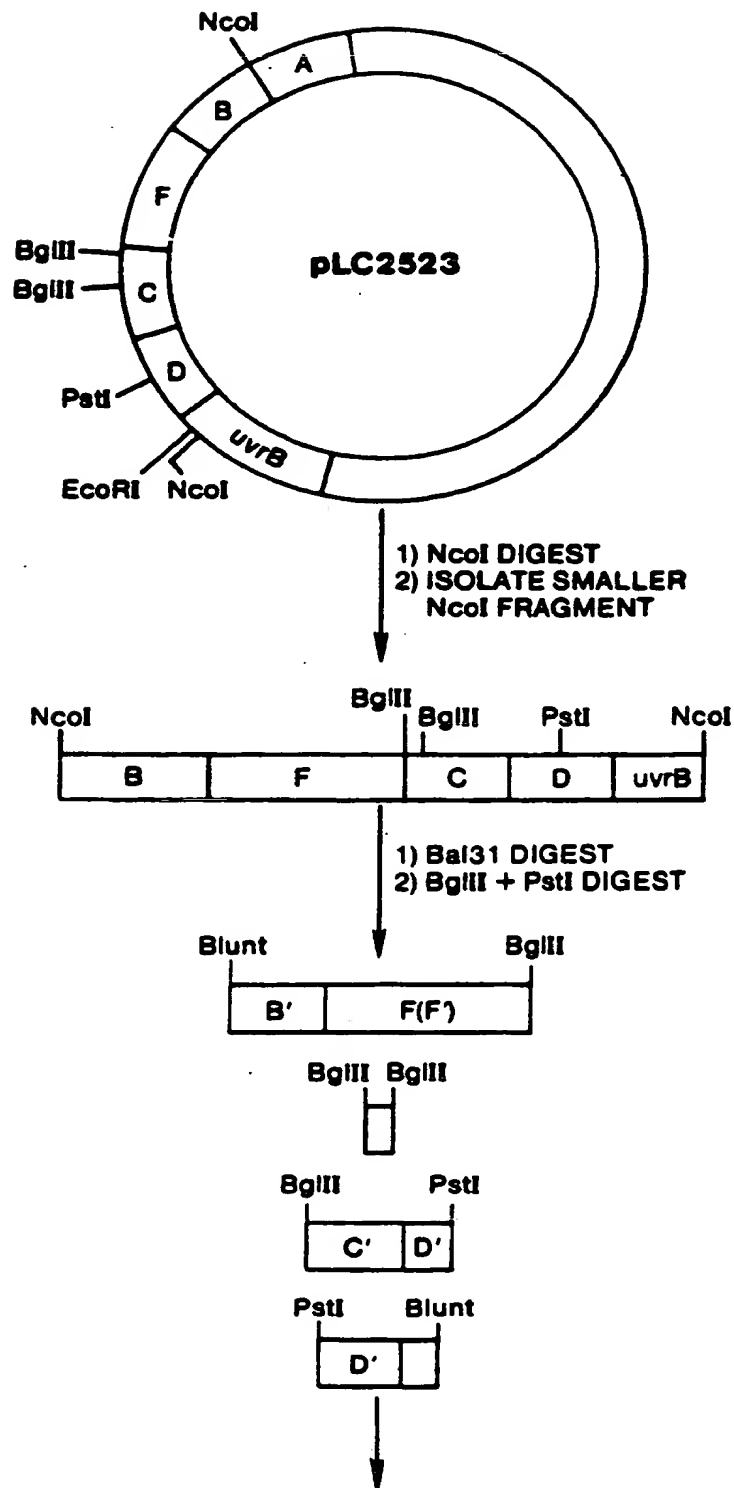 NcoI
A
B
F
BglII
BglII
C
D
PstI
uvrB
EcoRI NcoI
pLC2523
1) NcoI DIGEST
2) ISOLATE SMALLER
NcoI FRAGMENT
BglII
NcoI BglII PstI NcoI
B F C D uvrB
1) Bal31 DIGEST
2) BglII + PstI DIGEST
Blunt BglII
B' F(F')
BglII BglII
BglII PstI
C' D'
PstI Blunt
D'